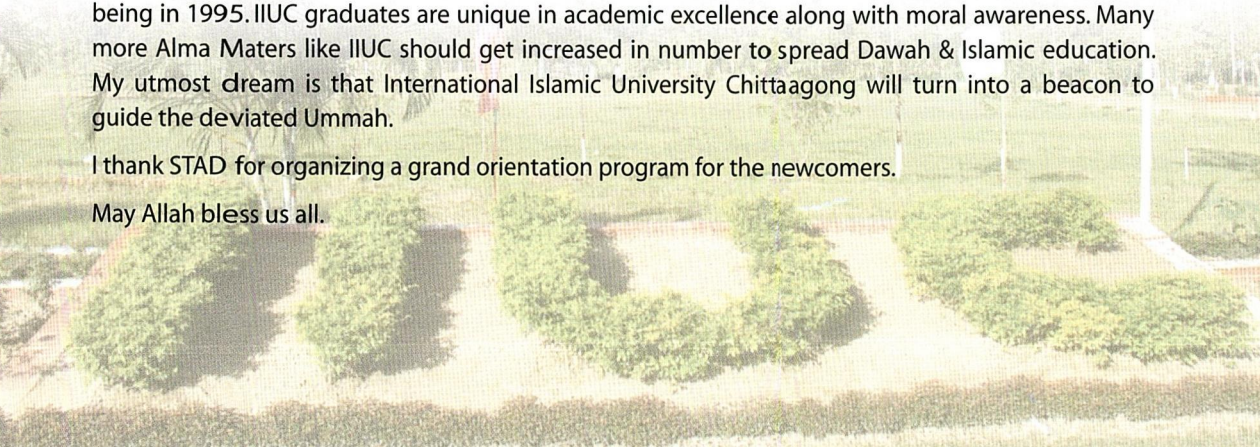 being in 1995. IIUC graduates are unique in academic excellence along with moral awareness. Many
more Alma Maters like IIUC should get increased in number to spread Dawah & Islamic education.
My utmost dream is that International Islamic University Chittaagong will turn into a beacon to
guide the deviated Ummah.
I thank STAD for organizing a grand orientation program for the newcomers.
May Allah bless us all.
IIUC